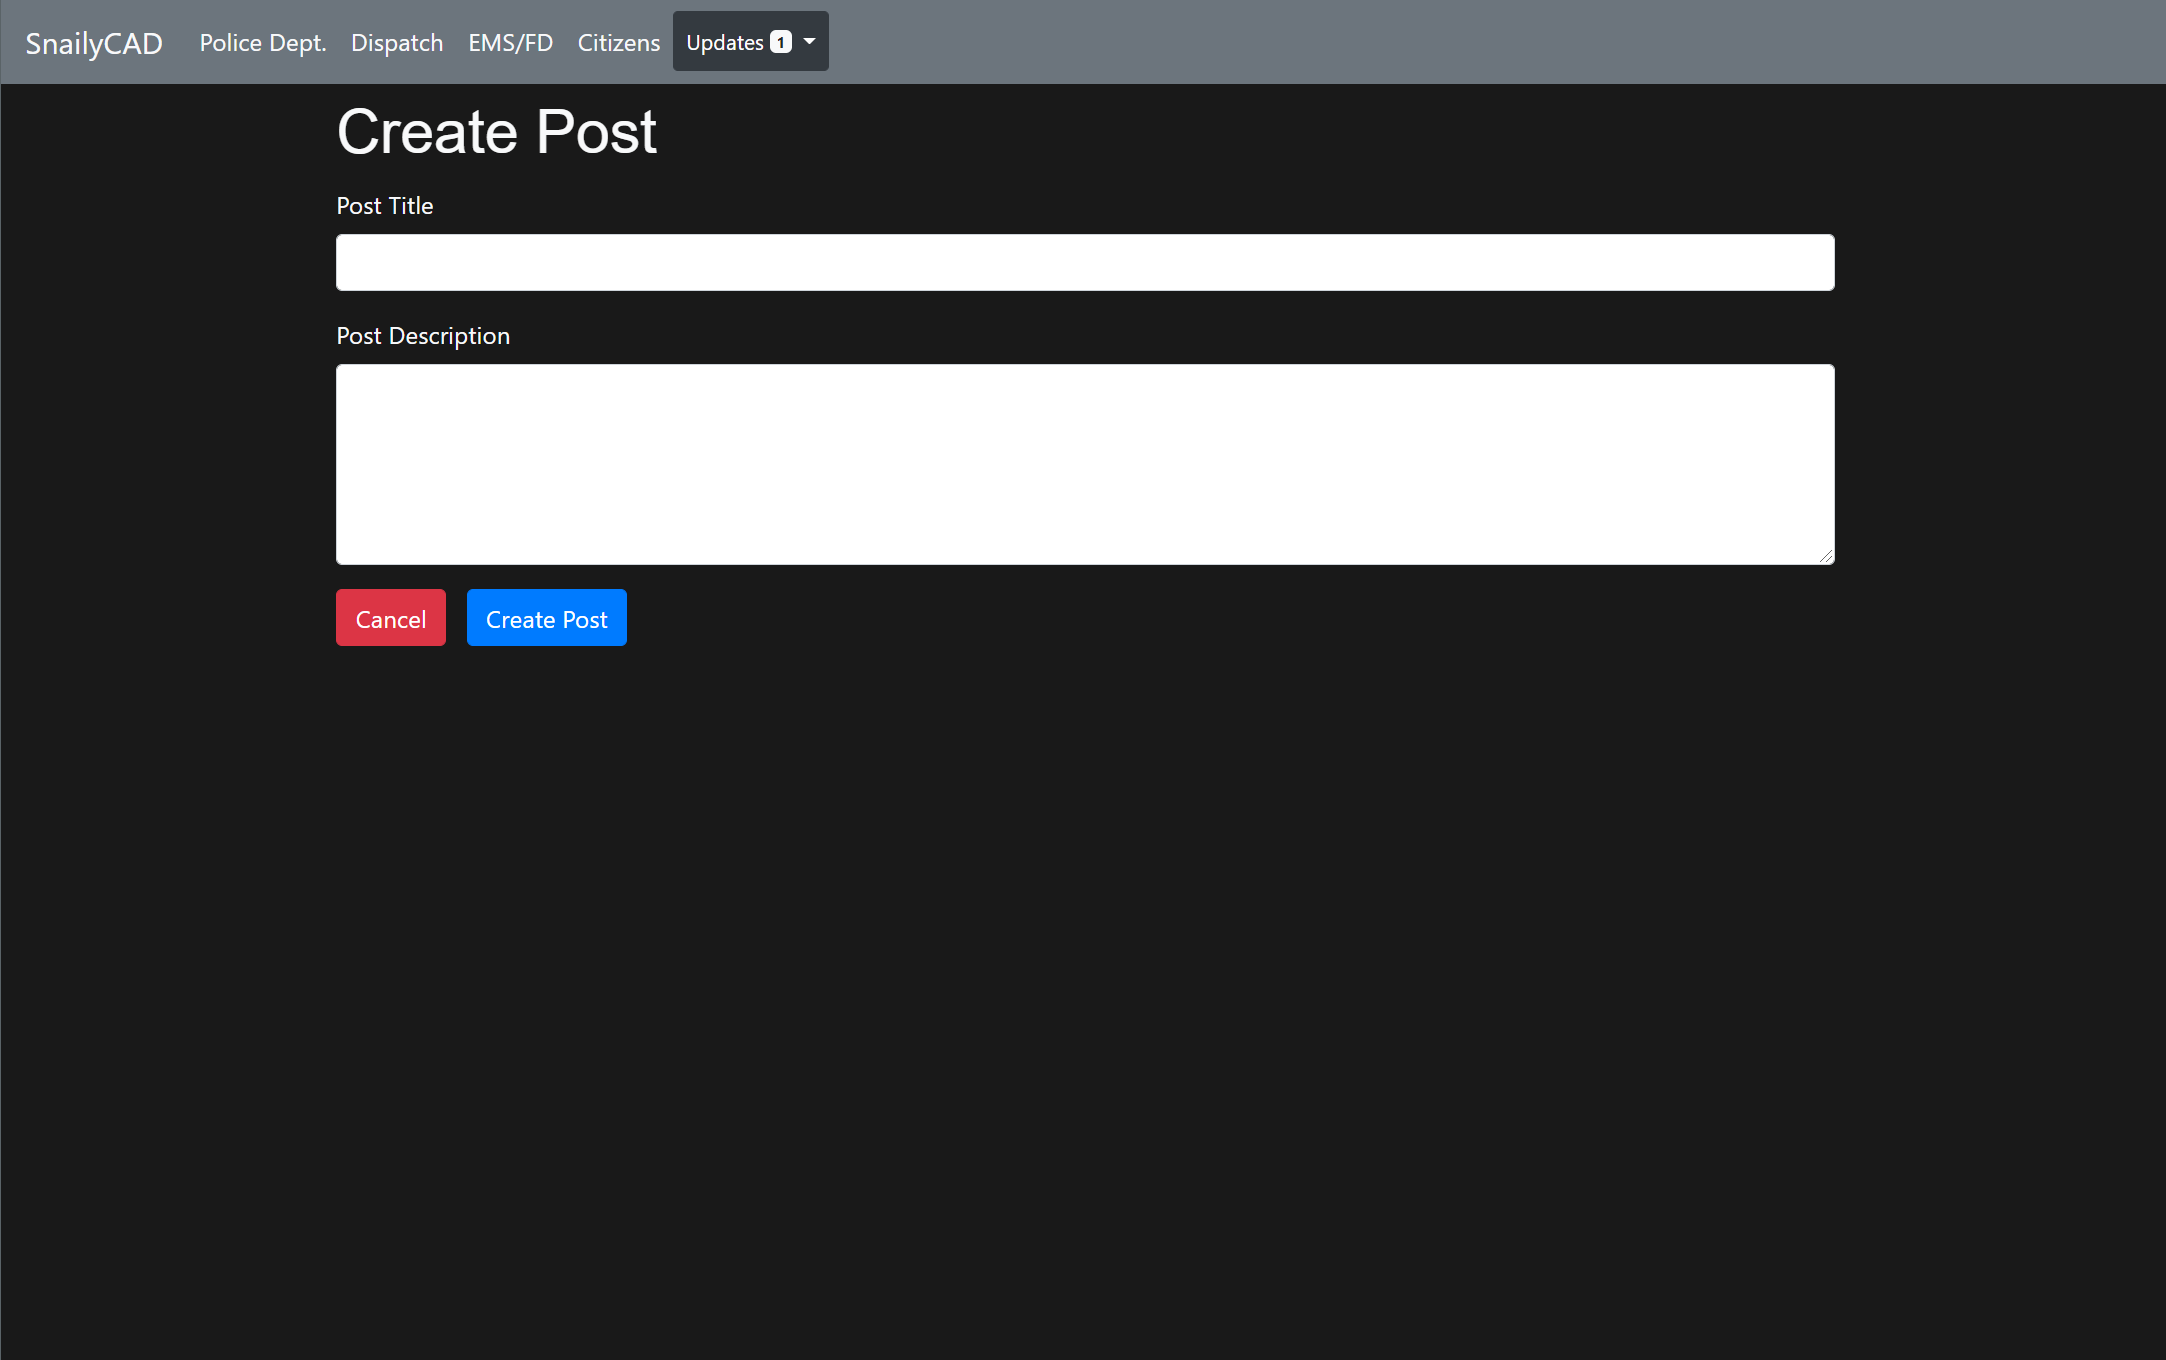 SnailyCAD Police Dept. Dispatch EMS/FD Citizens Updates 1
Create Post
Post Title
Post Description
Cancel Create Post